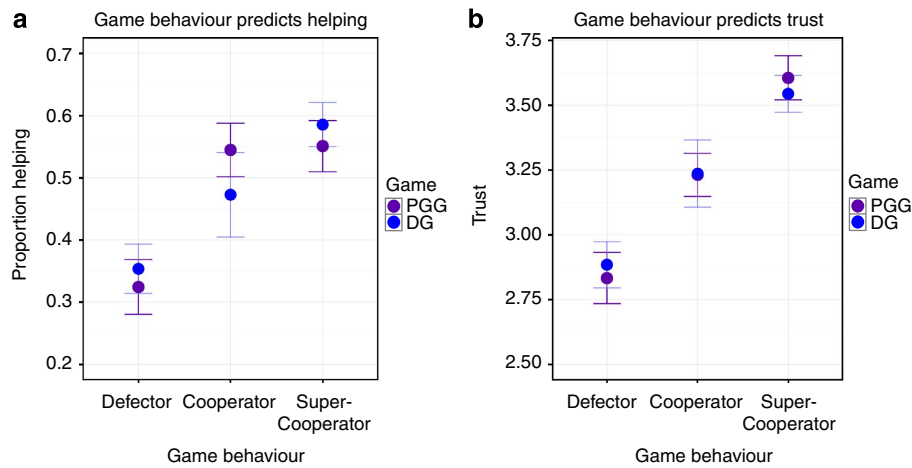 a
Game behaviour predicts helping
Proportion helping
0.7
0.6
0.5
0.4
0.3
0.2
Defector
Cooperator
Super-
Cooperator
Game behaviour
Game
PGG
DG
b
Game behaviour predicts trust
Trust
3.75
3.50
3.25
3.00
2.75
2.50
Defector
Cooperator
Super-
Cooperator
Game behaviour
Game
PGG
DG